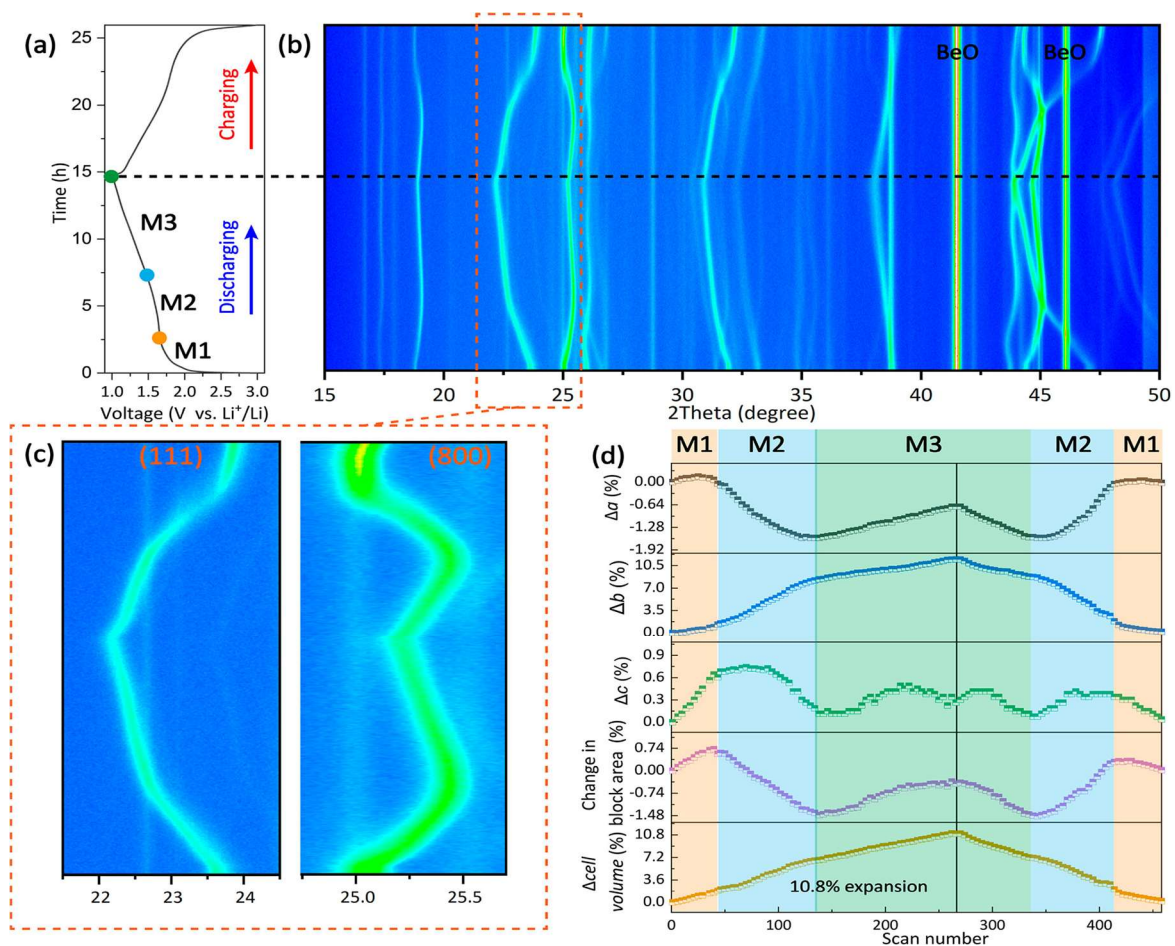 (a)
Time (h)
25
20
15
10
5
0
Charging
Discharging
M3
M2
M1
1.0 1.5 2.0 2.5 3.0
Voltage (V vs. Li⁺/Li)
(b)
BeO
BeO
15 20 25 30 35 40 45 50
2Theta (degree)
(c)
(111)
(800)
22 23 24
25.0 25.5
(d)
M1 M2 M3 M2 M1
Δa (%)
0.00
-0.64
-1.28
-1.92
Δb (%)
10.5
7.0
3.5
0.0
Δc (%)
0.9
0.6
0.3
0.0
Change in
block area (%)
0.74
0.00
-0.74
-1.48
Δcell
volume (%)
10.8
7.2
3.6
0.0
10.8% expansion
0 100 200 300 400
Scan number